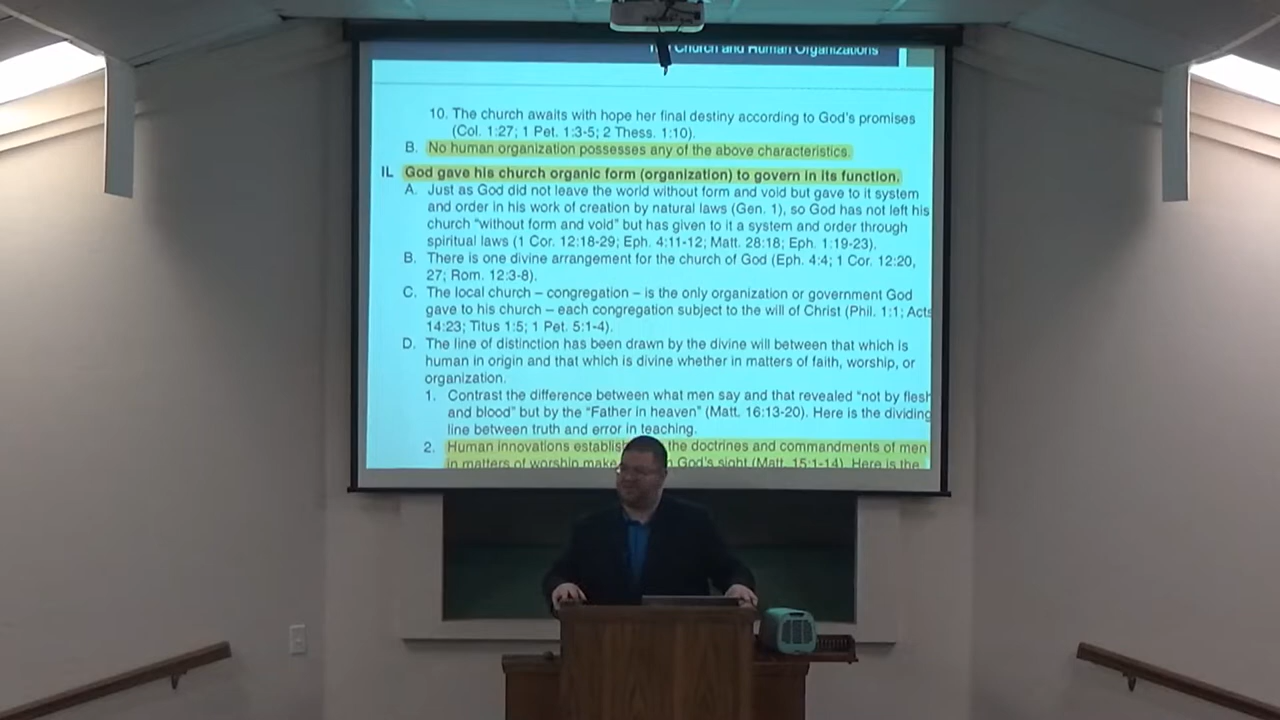 Church and Human Organizations
10. The church awaits with hope her final destiny according to God's promises
(Col. 1:27; 1 Pet. 1:3-5; 2 Thess. 1:10).
B. No human organization possesses any of the above characteristics.
II. God gave his church organic form (organization) to govern in its function.
A. Just as God did not leave the world without form and void but gave to it system
and order in his work of creation by natural laws (Gen. 1), so God has not left his
church "without form and void" but has given to it a system and order through
spiritual laws (1 Cor. 12:18-29; Eph. 4:11-12; Matt. 28:18; Eph. 1:19-23).
B. There is one divine arrangement for the church of God (Eph. 4:4; 1 Cor. 12:20,
27; Rom. 12:3-8).
C. The local church – congregation – is the only organization or government God
gave to his church – each congregation subject to the will of Christ (Phil. 1:1; Acts
14:23; Titus 1:5; 1 Pet. 5:1-4).
D. The line of distinction has been drawn by the divine will between that which is
human in origin and that which is divine whether in matters of faith, worship, or
organization.
1. Contrast the difference between what men say and that revealed "not by flesh
and blood" but by the "Father in heaven" (Matt. 16:13-20). Here is the dividing
line between truth and error in teaching.
2. Human innovations the doctrines and commandments of men
in matters of worship make God's sight (Matt. 15:1-14). Here is the